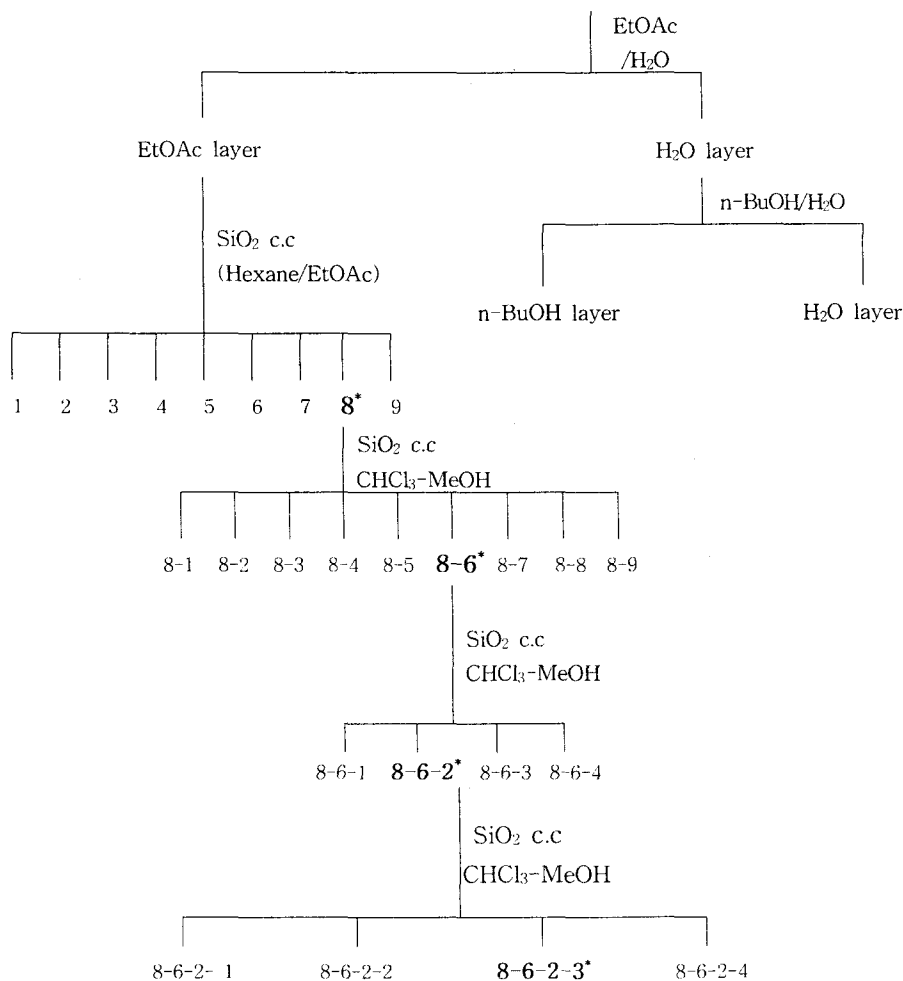 EtOAc
/H₂O
EtOAc layer
H₂O layer
n-BuOH/H₂O
SiO₂ c.c
(Hexane/EtOAc)
n-BuOH layer
H₂O layer
1 2 3 4 5 6 7 8* 9
SiO₂ c.c
CHCl₃-MeOH
8-1 8-2 8-3 8-4 8-5 8-6* 8-7 8-8 8-9
SiO₂ c.c
CHCl₃-MeOH
8-6-1 8-6-2* 8-6-3 8-6-4
SiO₂ c.c
CHCl₃-MeOH
8-6-2-1 8-6-2-2 8-6-2-3* 8-6-2-4